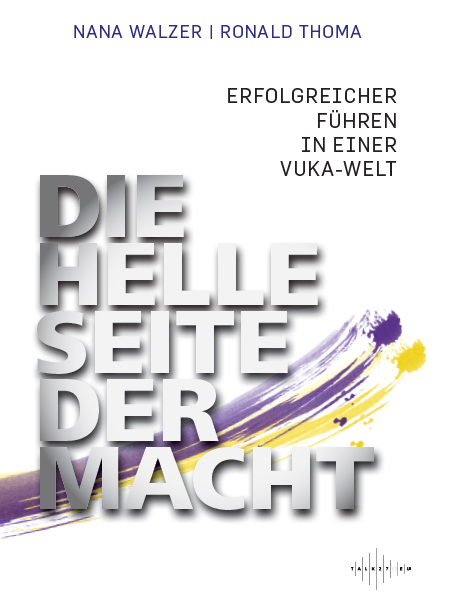 NANA WALZER | RONALD THOMA
ERFOLGREICHER
FÜHREN
IN EINER
VUKA-WELT
DIE
HELLE
SEITE
DER
MACHT